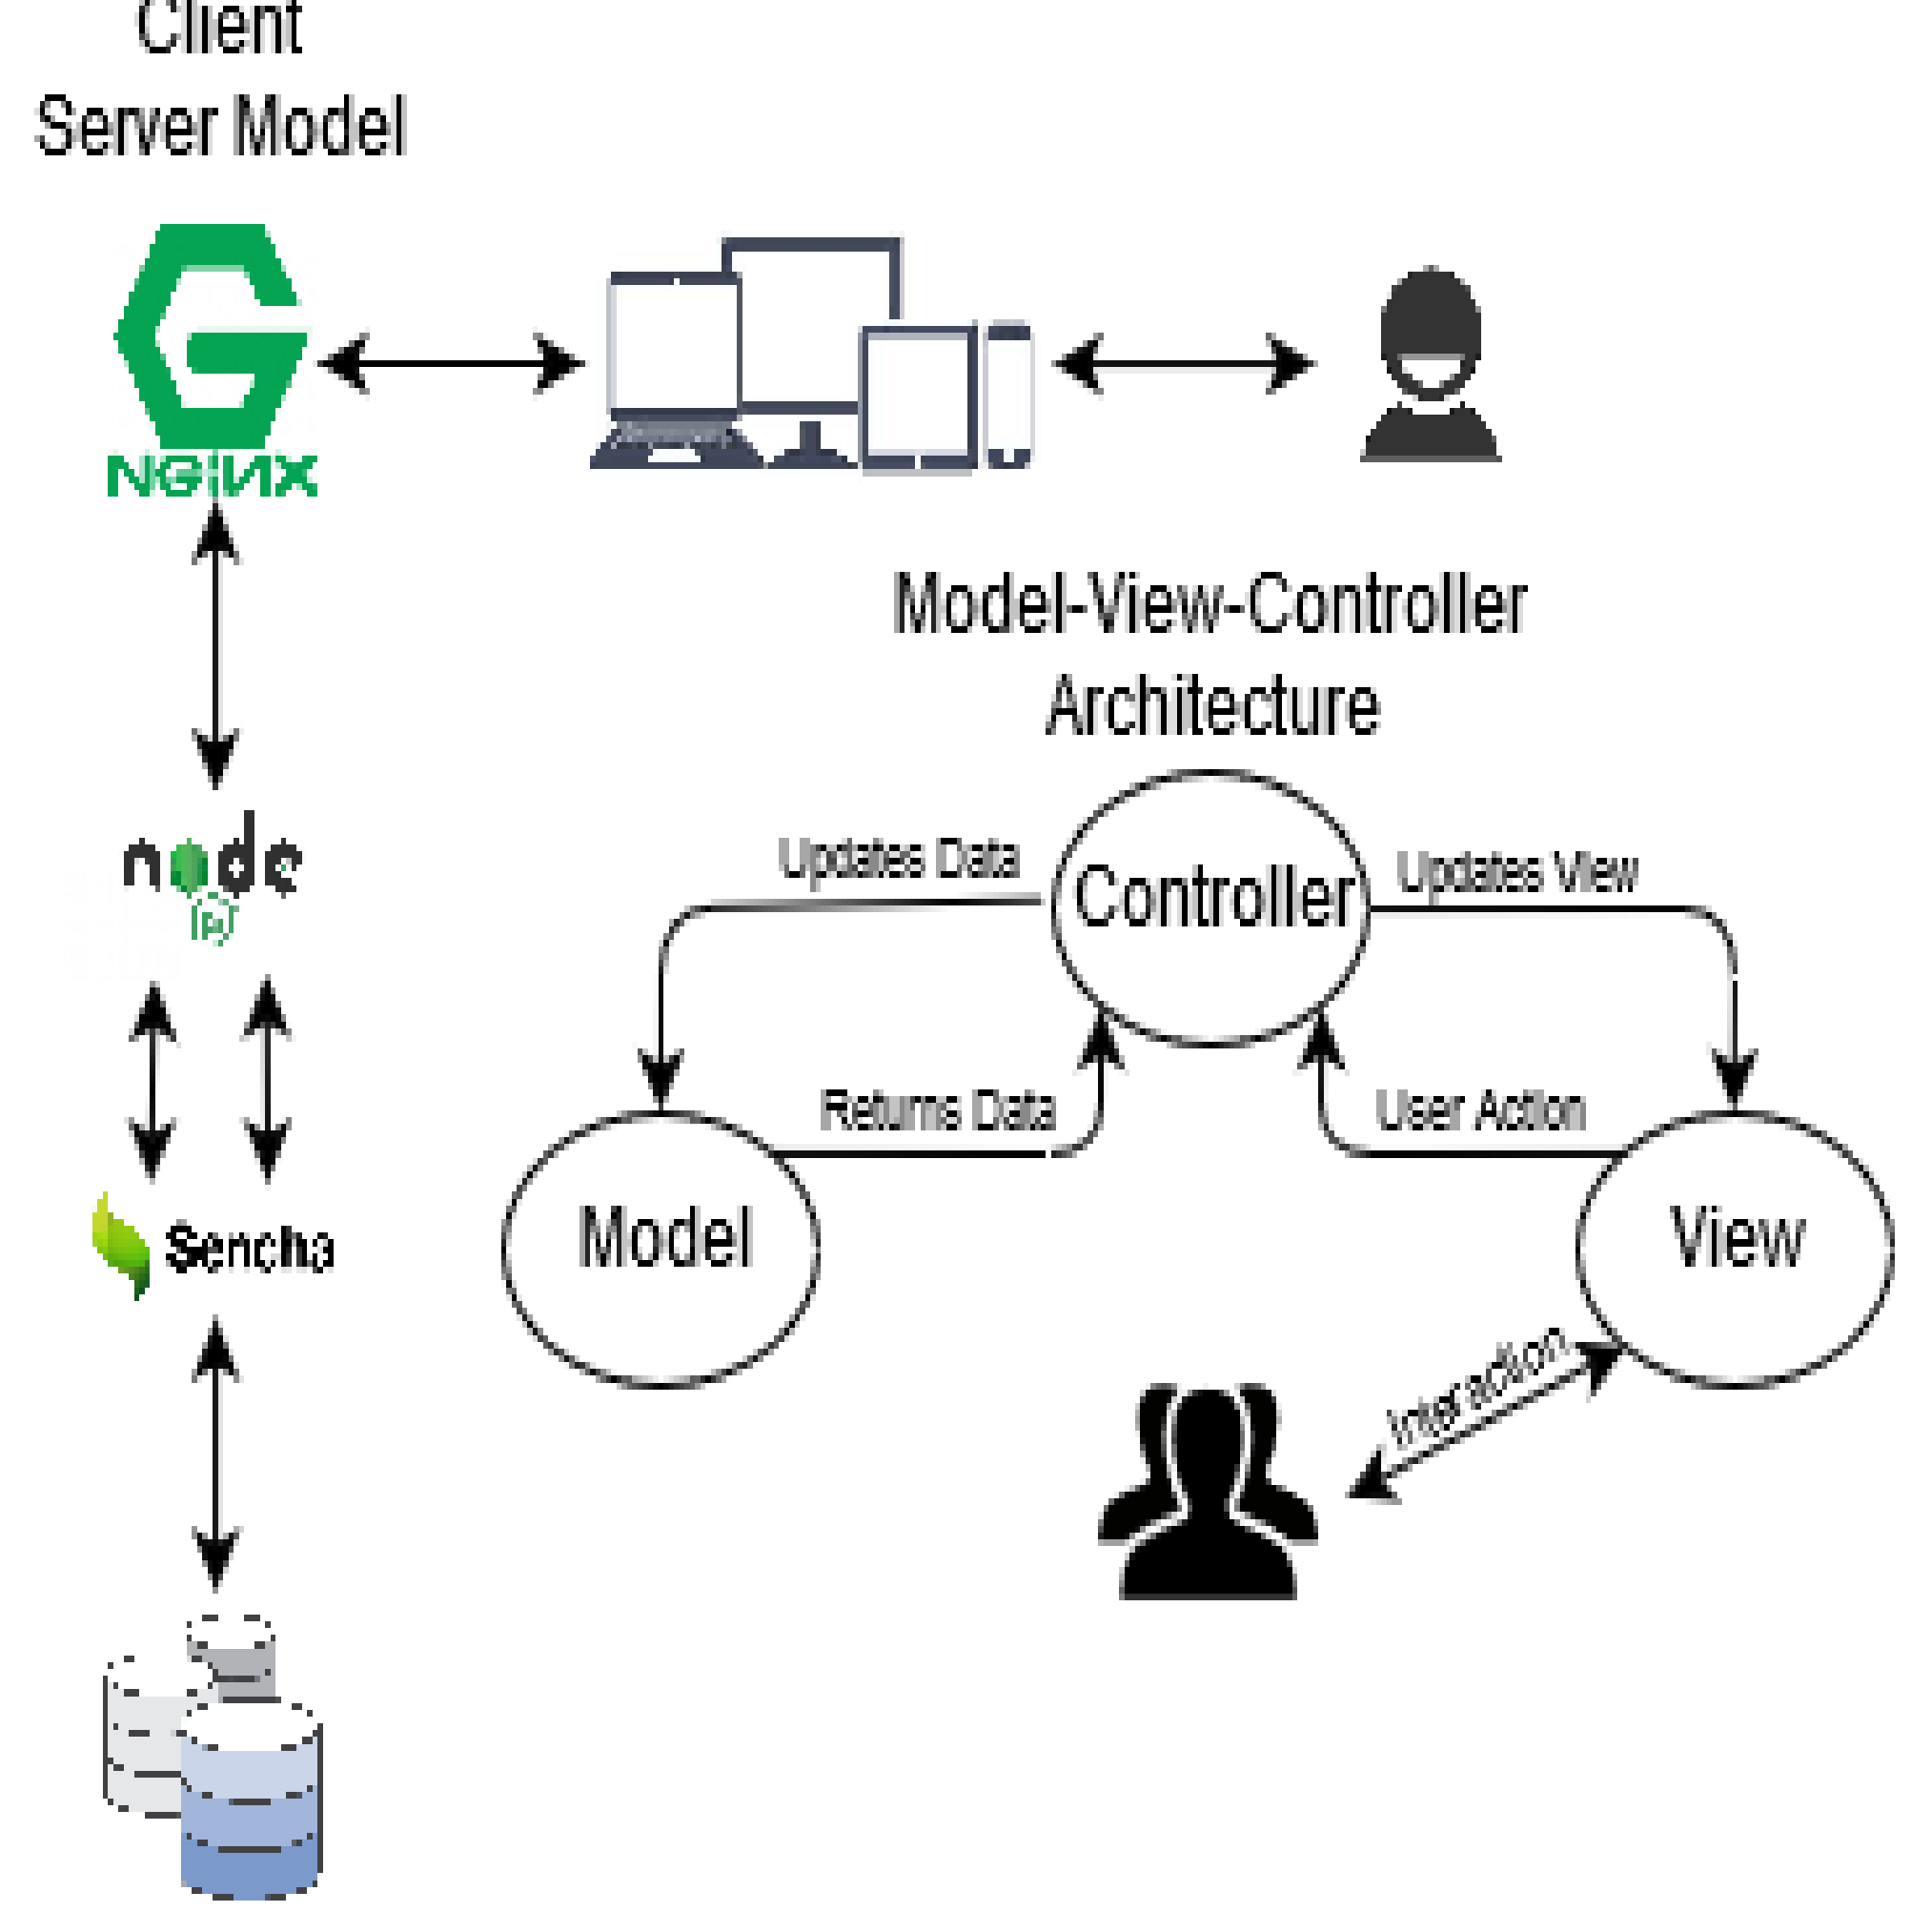 Client
Server Model
NGINX
Model-View-Controller
Architecture
node
Updates Data
Controller
Updates View
Returns Data
User Action
Sencha
Model
View
Interaction